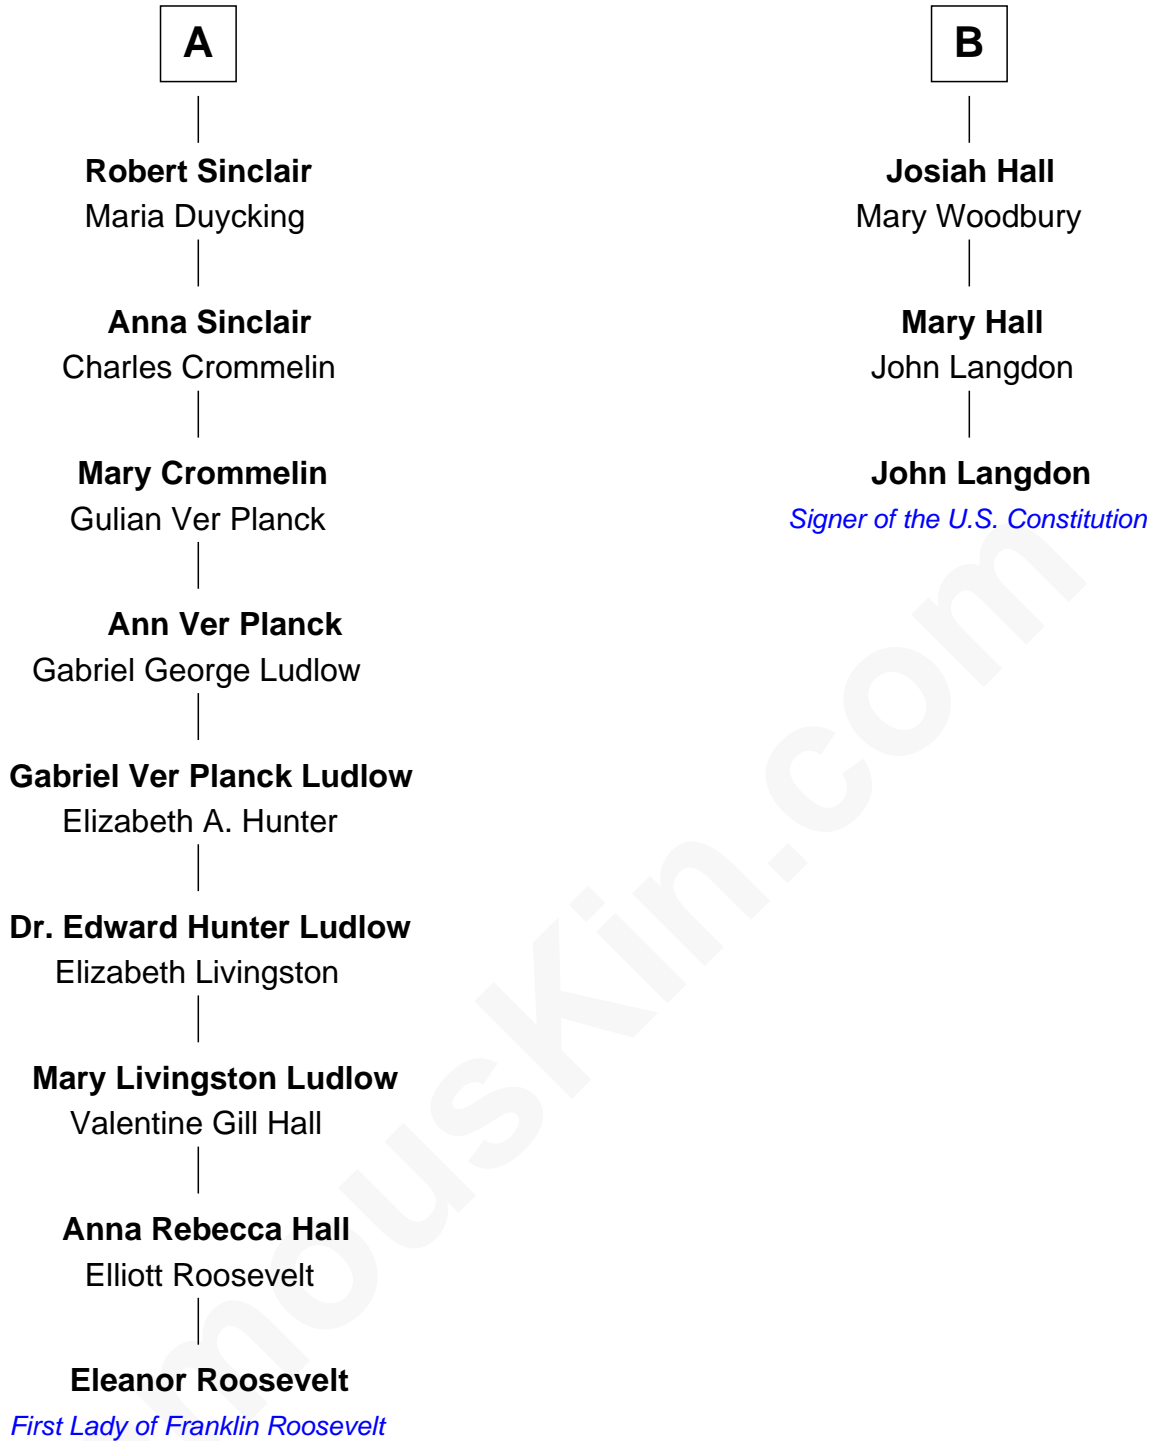 A
Robert Sinclair
Maria Duycking
Anna Sinclair
Charles Crommelin
Mary Crommelin
Gulian Ver Planck
Ann Ver Planck
Gabriel George Ludlow
Gabriel Ver Planck Ludlow
Elizabeth A. Hunter
Dr. Edward Hunter Ludlow
Elizabeth Livingston
Mary Livingston Ludlow
Valentine Gill Hall
Anna Rebecca Hall
Elliott Roosevelt
Eleanor Roosevelt
First Lady of Franklin Roosevelt
B
Josiah Hall
Mary Woodbury
Mary Hall
John Langdon
John Langdon
Signer of the U.S. Constitution
mouskin.com